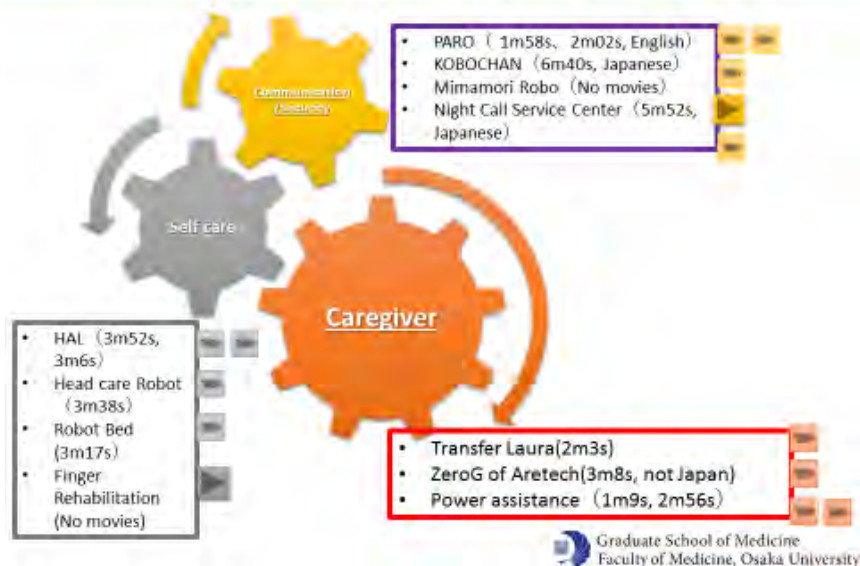 Communication
/Security
• PARO（ 1m58s、 2m02s, English）
• KOBOCHAN（6m40s, Japanese）
• Mimamori Robo（No movies）
• Night Call Service Center（5m52s,
Japanese）
Self care
Caregiver
• HAL（3m52s,
3m6s）
• Head care Robot
（3m38s）
• Robot Bed
(3m17s）
• Finger
Rehabilitation
(No movies)
• Transfer Laura(2m3s)
• ZeroG of Aretech(3m8s, not Japan)
• Power assistance（1m9s, 2m56s）
Graduate School of Medicine
Faculty of Medicine, Osaka University